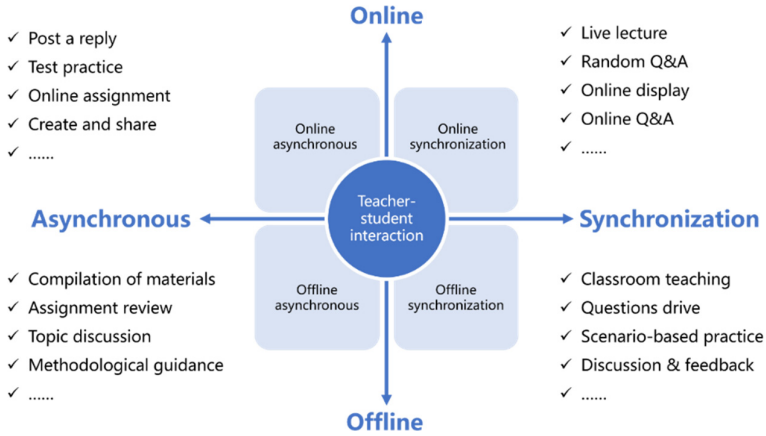 Online
✓ Post a reply
✓ Test practice
✓ Online assignment
✓ Create and share
✓ ......
✓ Live lecture
✓ Random Q&A
✓ Online display
✓ Online Q&A
✓ ......
Online
asynchronous
Online
synchronization
Asynchronous
Teacher-
student
interaction
Synchronization
Offline
asynchronous
Offline
synchronization
✓ Compilation of materials
✓ Assignment review
✓ Topic discussion
✓ Methodological guidance
✓ ......
✓ Classroom teaching
✓ Questions drive
✓ Scenario-based practice
✓ Discussion & feedback
✓ ......
Offline